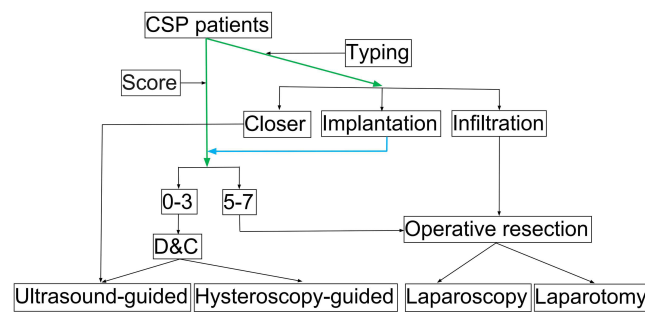 CSP patients
Typing
Score
Closer
Implantation
Infiltration
0-3
5-7
Operative resection
D&C
Ultrasound-guided
Hysteroscopy-guided
Laparoscopy
Laparotomy